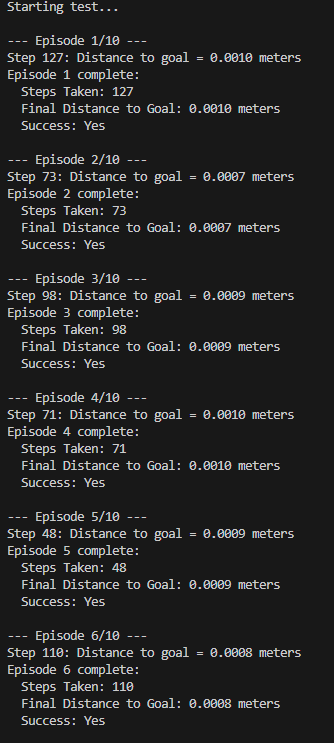 Starting test...
--- Episode 1/10 ---
Step 127: Distance to goal = 0.0010 meters
Episode 1 complete:
Steps Taken: 127
Final Distance to Goal: 0.0010 meters
Success: Yes
--- Episode 2/10 ---
Step 73: Distance to goal = 0.0007 meters
Episode 2 complete:
Steps Taken: 73
Final Distance to Goal: 0.0007 meters
Success: Yes
--- Episode 3/10 ---
Step 98: Distance to goal = 0.0009 meters
Episode 3 complete:
Steps Taken: 98
Final Distance to Goal: 0.0009 meters
Success: Yes
--- Episode 4/10 ---
Step 71: Distance to goal = 0.0010 meters
Episode 4 complete:
Steps Taken: 71
Final Distance to Goal: 0.0010 meters
Success: Yes
--- Episode 5/10 ---
Step 48: Distance to goal = 0.0009 meters
Episode 5 complete:
Steps Taken: 48
Final Distance to Goal: 0.0009 meters
Success: Yes
--- Episode 6/10 ---
Step 110: Distance to goal = 0.0008 meters
Episode 6 complete:
Steps Taken: 110
Final Distance to Goal: 0.0008 meters
Success: Yes